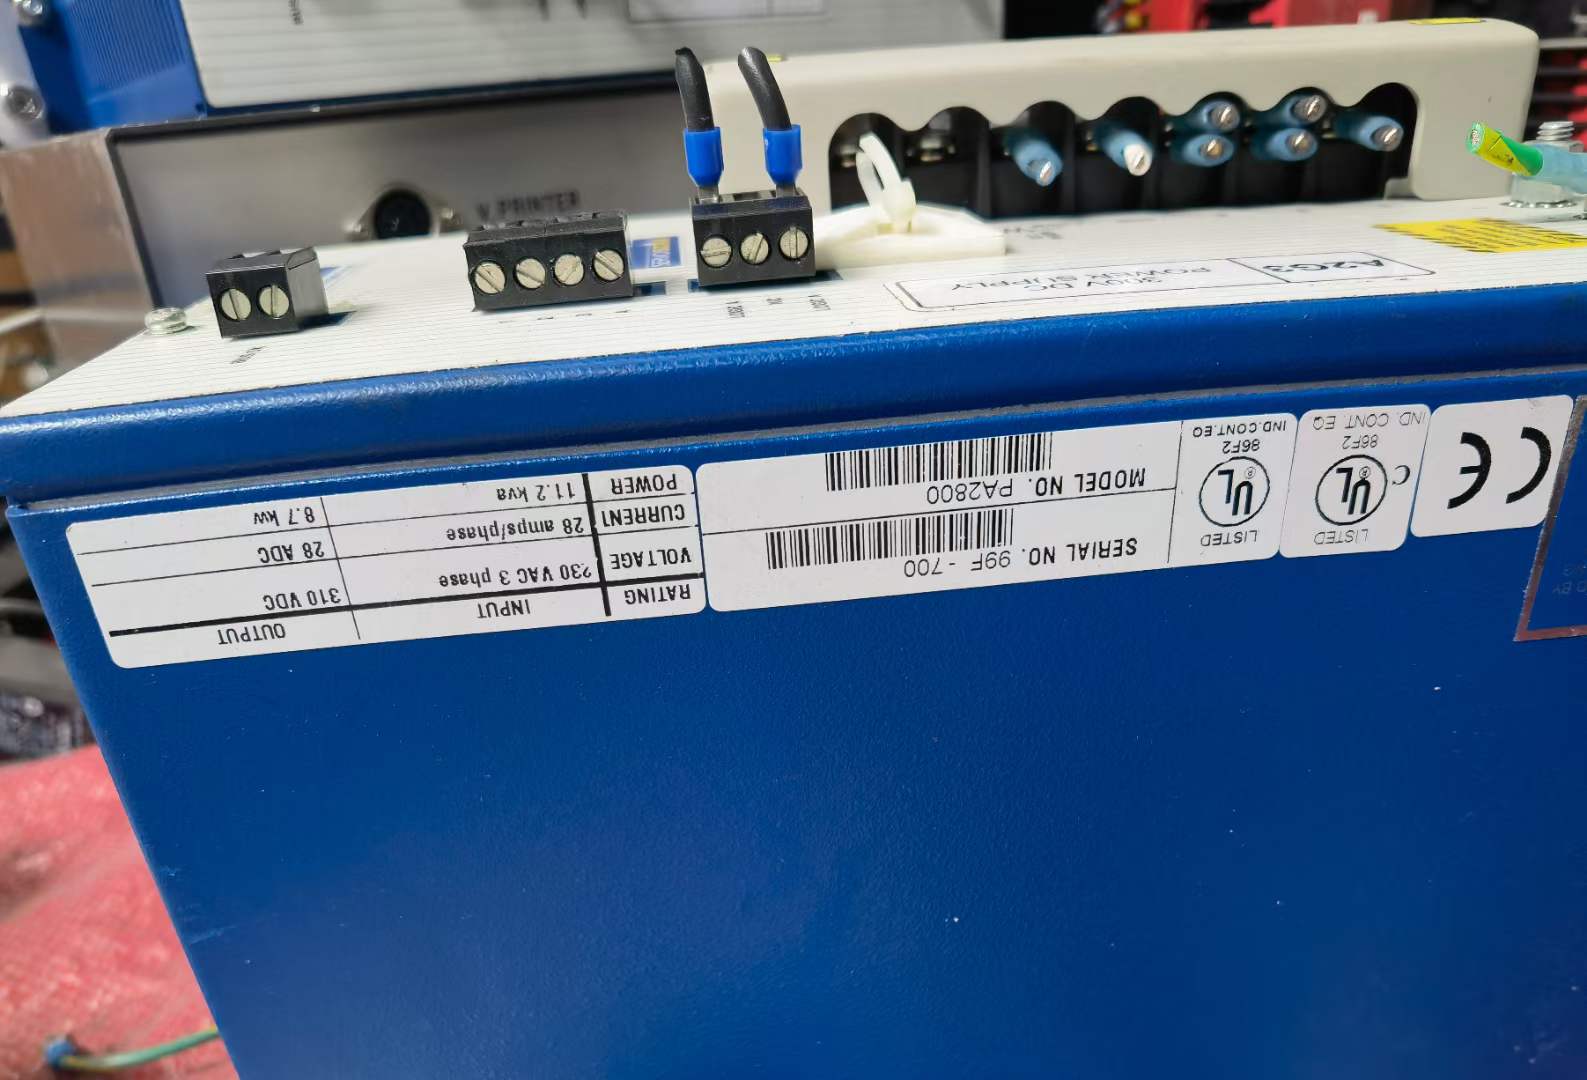 V.PRINTER
A2G3
300V DC
POWER SUPPLY
CE
LISTED
C UL ®
86F2
IND. CONT. EQ
LISTED
UL ®
86F2
IND.CONT.EQ
SERIAL NO. 99F - 700
MODEL NO. PA2800
RATING INPUT OUTPUT
VOLTAGE 230 VAC 3 phase 310 VDC
CURRENT 28 amps/phase 28 ADC
POWER 11.2 kva 8.7 kw